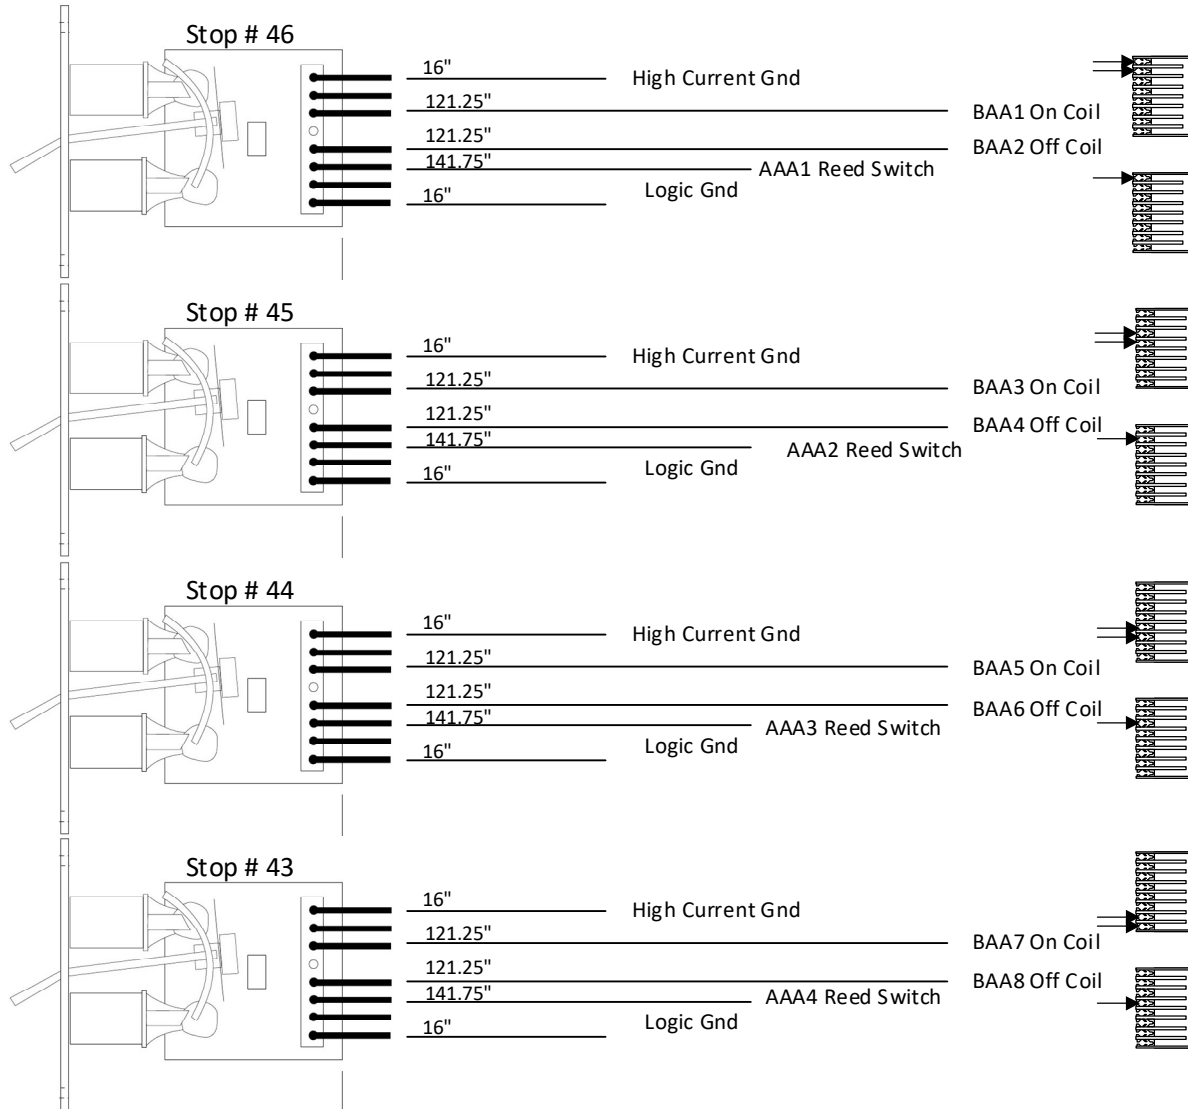 Stop # 46
16"
High Current Gnd
121.25"
BAA1 On Coil
121.25"
BAA2 Off Coil
141.75"
AAA1 Reed Switch
Logic Gnd
16"
Stop # 45
16"
High Current Gnd
121.25"
BAA3 On Coil
121.25"
BAA4 Off Coil
141.75"
AAA2 Reed Switch
Logic Gnd
16"
Stop # 44
16"
High Current Gnd
121.25"
BAA5 On Coil
121.25"
BAA6 Off Coil
141.75"
AAA3 Reed Switch
Logic Gnd
16"
Stop # 43
16"
High Current Gnd
121.25"
BAA7 On Coil
121.25"
BAA8 Off Coil
141.75"
AAA4 Reed Switch
Logic Gnd
16"